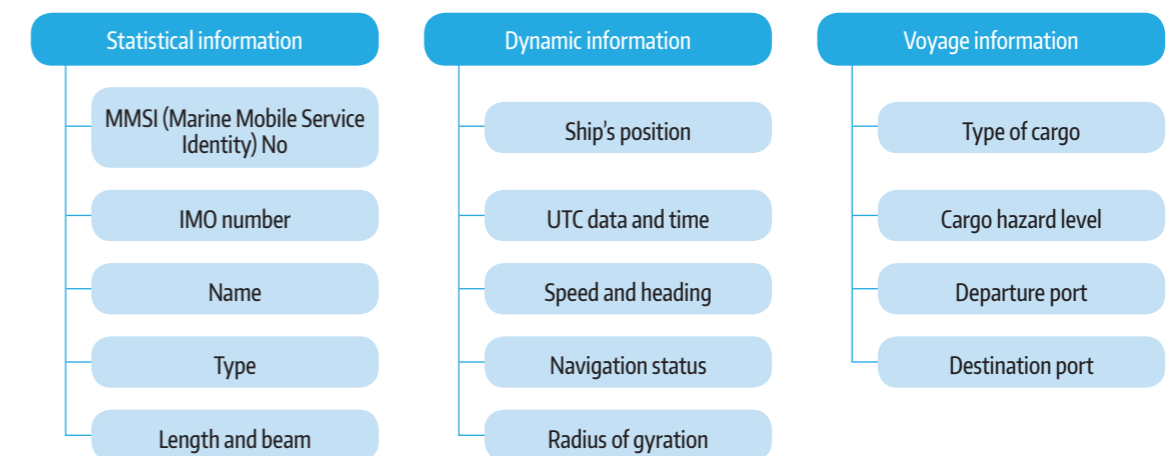 Statistical information
MMSI (Marine Mobile Service
Identity) No
IMO number
Name
Type
Length and beam
Dynamic information
Ship's position
UTC data and time
Speed and heading
Navigation status
Radius of gyration
Voyage information
Type of cargo
Cargo hazard level
Departure port
Destination port